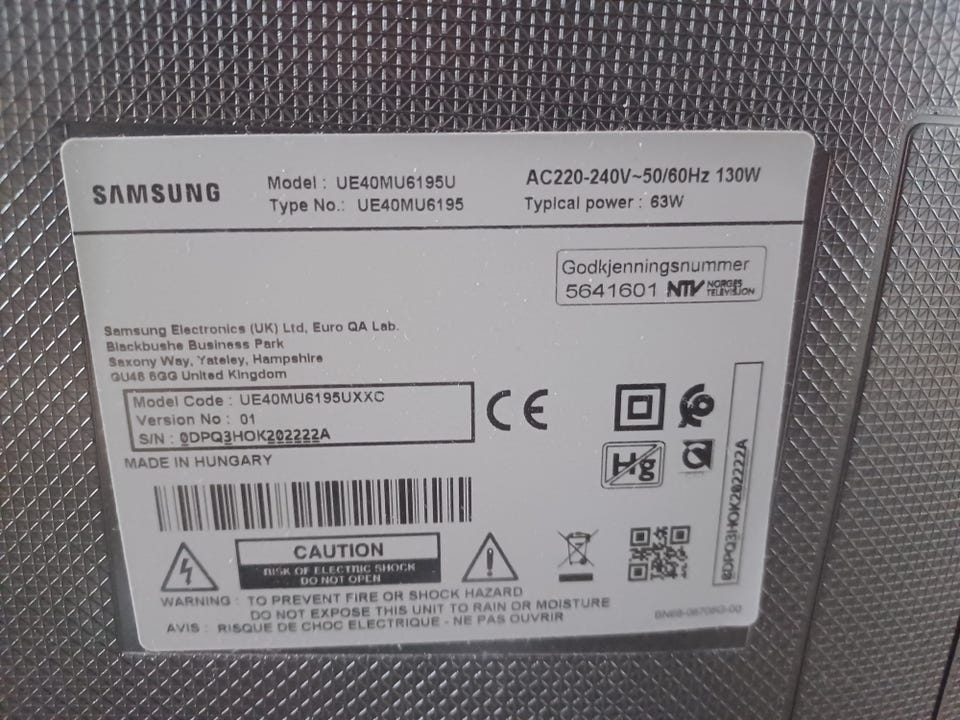 SAMSUNG
Model : UE40MU6195U
Type No.: UE40MU6195
AC220-240V~50/60Hz 130W
Typical power : 63W
Godkjenningsnummer
5641601 NTV NORGES TELEVISJON
Samsung Electronics (UK) Ltd, Euro QA Lab.
Blackbushe Business Park
Saxony Way, Yateley, Hampshire
GU46 6GG United Kingdom
Model Code : UE40MU6195UXXC
Version No : 01
S/N : 0DPQ3HOK202222A
MADE IN HUNGARY
CE
Hg
0DPQ3HOK202222A
CAUTION
RISK OF ELECTRIC SHOCK
DO NOT OPEN
WARNING : TO PREVENT FIRE OR SHOCK HAZARD
DO NOT EXPOSE THIS UNIT TO RAIN OR MOISTURE
AVIS : RISQUE DE CHOC ELECTRIQUE - NE PAS OUVRIR